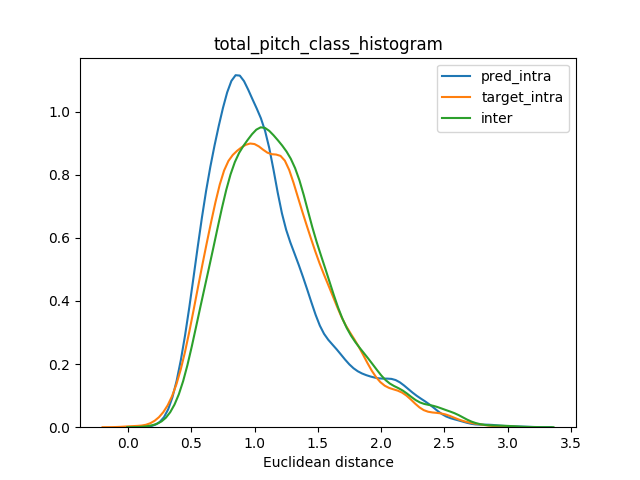 total_pitch_class_histogram
pred_intra
target_intra
inter
1.0
0.8
0.6
0.4
0.2
0.0
0.0 0.5 1.0 1.5 2.0 2.5 3.0 3.5
Euclidean distance